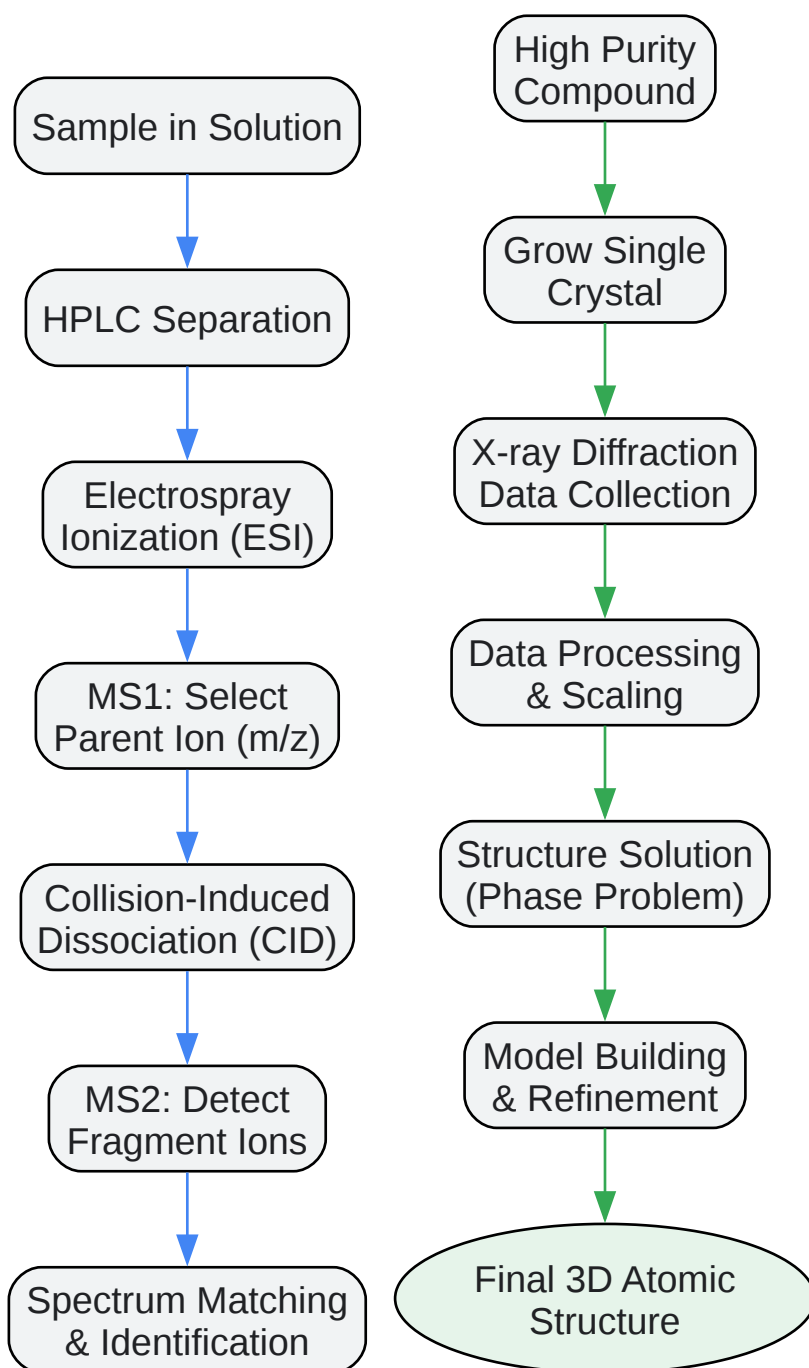 Sample in Solution
HPLC Separation
Electrospray
Ionization (ESI)
MS1: Select
Parent Ion (m/z)
Collision-Induced
Dissociation (CID)
MS2: Detect
Fragment Ions
Spectrum Matching
& Identification
High Purity
Compound
Grow Single
Crystal
X-ray Diffraction
Data Collection
Data Processing
& Scaling
Structure Solution
(Phase Problem)
Model Building
& Refinement
Final 3D Atomic
Structure